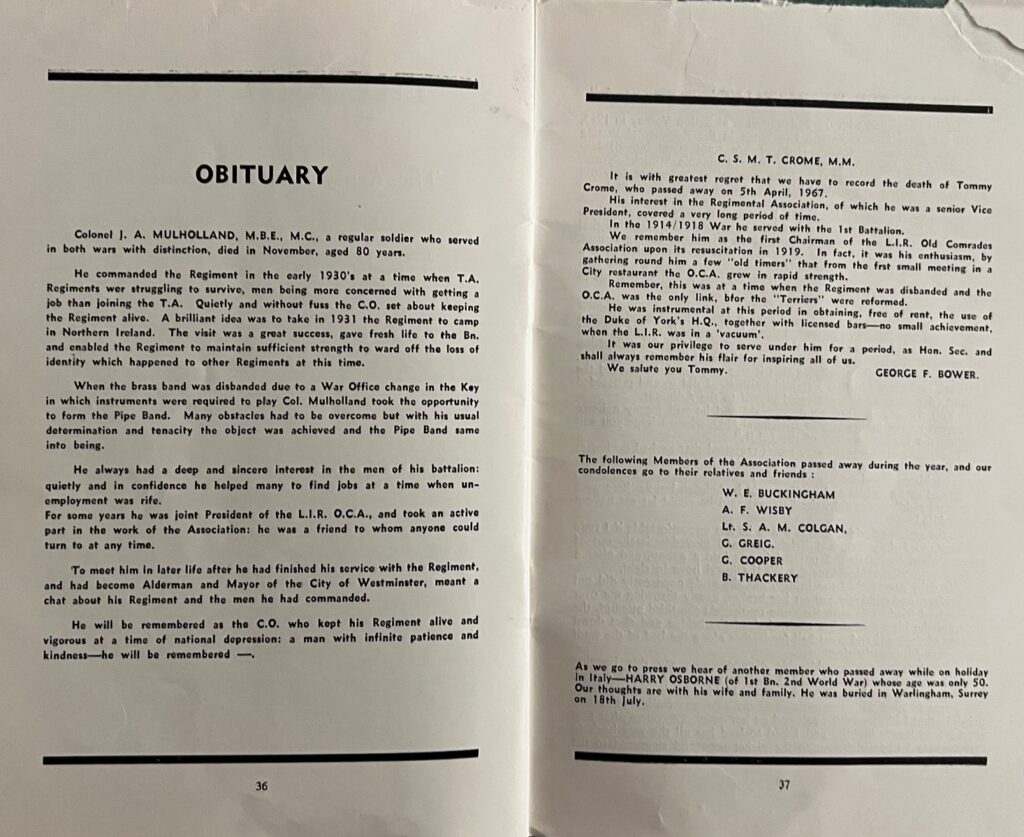 OBITUARY
Colonel J. A. MULHOLLAND, M.B.E., M.C., a regular soldier who served
in both wars with distinction, died in November, aged 80 years.
He commanded the Regiment in the early 1930's at a time when T.A.
Regiments wer struggling to survive, men being more concerned with getting a
job than joining the T.A. Quietly and without fuss the C.O. set about keeping
the Regiment alive. A brilliant idea was to take in 1931 the Regiment to camp
in Northern Ireland. The visit was a great success, gave fresh life to the Bn.
and enabled the Regiment to maintain sufficient strength to ward off the loss of
identity which happened to other Regiments at this time.
When the brass band was disbanded due to a War Office change in the Key
in which instruments were required to play Col. Mulholland took the opportunity
to form the Pipe Band. Many obstacles had to be overcome but with his usual
determination and tenacity the object was achieved and the Pipe Band same
into being.
He always had a deep and sincere interest in the men of his battalion:
quietly and in confidence he helped many to find jobs at a time when un-
employment was rife.
For some years he was joint President of the L.I.R. O.C.A., and took an active
part in the work of the Association: he was a friend to whom anyone could
turn to at any time.
To meet him in later life after he had finished his service with the Regiment,
and had become Alderman and Mayor of the City of Westminster, meant a
chat about his Regiment and the men he had commanded.
He will be remembered as the C.O. who kept his Regiment alive and
vigorous at a time of national depression: a man with infinite patience and
kindness—he will be remembered —.
36
C. S. M. T. CROME, M.M.
It is with greatest regret that we have to record the death of Tommy
Crome, who passed away on 5th April, 1967.
His interest in the Regimental Association, of which he was a senior Vice
President, covered a very long period of time.
In the 1914/1918 War he served with the 1st Battalion.
We remember him as the first Chairman of the L.I.R. Old Comrades
Association upon its resuscitation in 1919. In fact, it was his enthusiasm, by
gathering round him a few "old timers" that from the frst small meeting in a
City restaurant the O.C.A. grew in rapid strength.
Remember, this was at a time when the Regiment was disbanded and the
O.C.A. was the only link, bfor the "Terriers" were reformed.
He was instrumental at this period in obtaining, free of rent, the use of
the Duke of York's H.Q., together with licensed bars—no small achievement,
when the L.I.R. was in a 'vacuum'.
It was our privilege to serve under him for a period, as Hon. Sec. and
shall always remember his flair for inspiring all of us.
We salute you Tommy. GEORGE F. BOWER.
The following Members of the Association passed away during the year, and our
condolences go to their relatives and friends :
W. E. BUCKINGHAM
A. F. WISBY
Lt. S. A. M. COLGAN,
G. GREIG,
G. COOPER
B. THACKERY
As we go to press we hear of another member who passed away while on holiday
in Italy—HARRY OSBORNE (of 1st Bn. 2nd World War) whose age was only 50.
Our thoughts are with his wife and family. He was buried in Warlingham, Surrey
on 18th July.
37